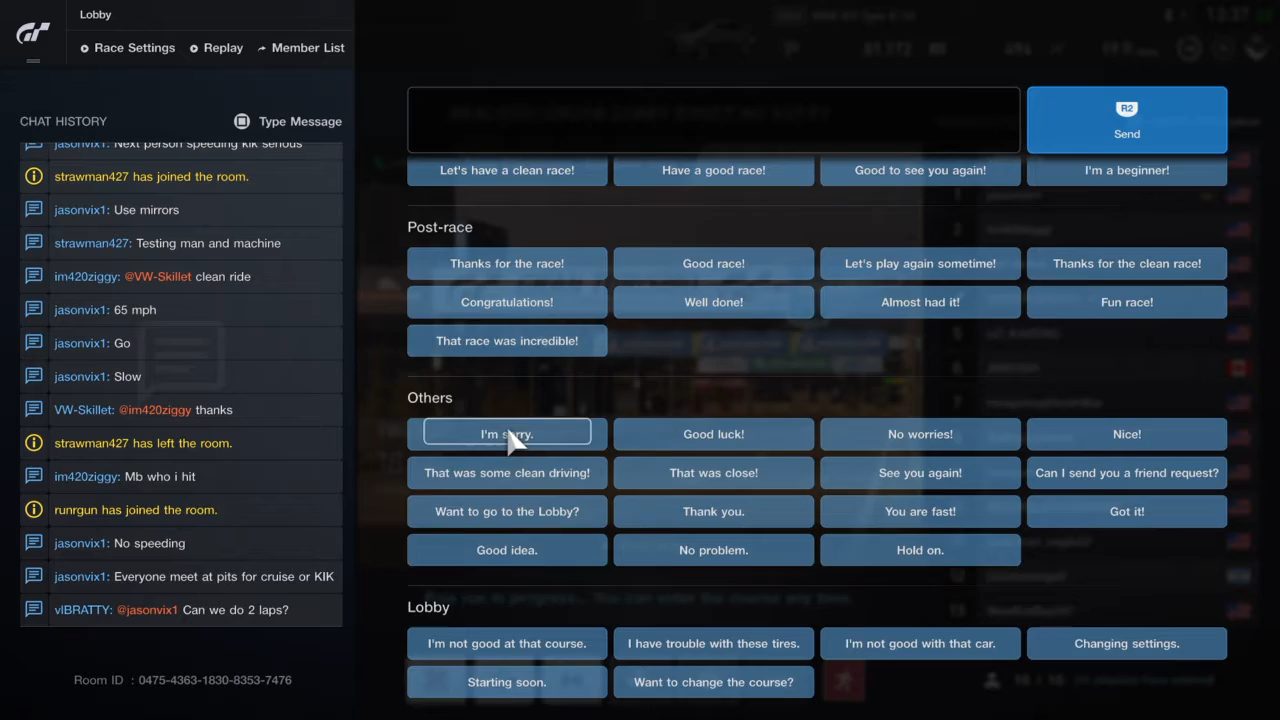 Lobby
Race Settings
Replay
Member List
CHAT HISTORY
Type Message
jasonvix1: Next person speeding kik serious
strawman427 has joined the room.
jasonvix1: Use mirrors
strawman427: Testing man and machine
im420ziggy: @VW-Skillet clean ride
jasonvix1: 65 mph
jasonvix1: Go
jasonvix1: Slow
VW-Skillet: @im420ziggy thanks
strawman427 has left the room.
im420ziggy: Mb who i hit
runrgun has joined the room.
jasonvix1: No speeding
jasonvix1: Everyone meet at pits for cruise or KIK
vIBRATTY: @jasonvix1 Can we do 2 laps?
Room ID : 0475-4363-1830-8353-7476
R2
Send
Let's have a clean race!
Have a good race!
Good to see you again!
I'm a beginner!
Post-race
Thanks for the race!
Good race!
Let's play again sometime!
Thanks for the clean race!
Congratulations!
Well done!
Almost had it!
Fun race!
That race was incredible!
Others
I'm sorry.
Good luck!
No worries!
Nice!
That was some clean driving!
That was close!
See you again!
Can I send you a friend request?
Want to go to the Lobby?
Thank you.
You are fast!
Got it!
Good idea.
No problem.
Hold on.
Lobby
I'm not good at that course.
I have trouble with these tires.
I'm not good with that car.
Changing settings.
Starting soon.
Want to change the course?